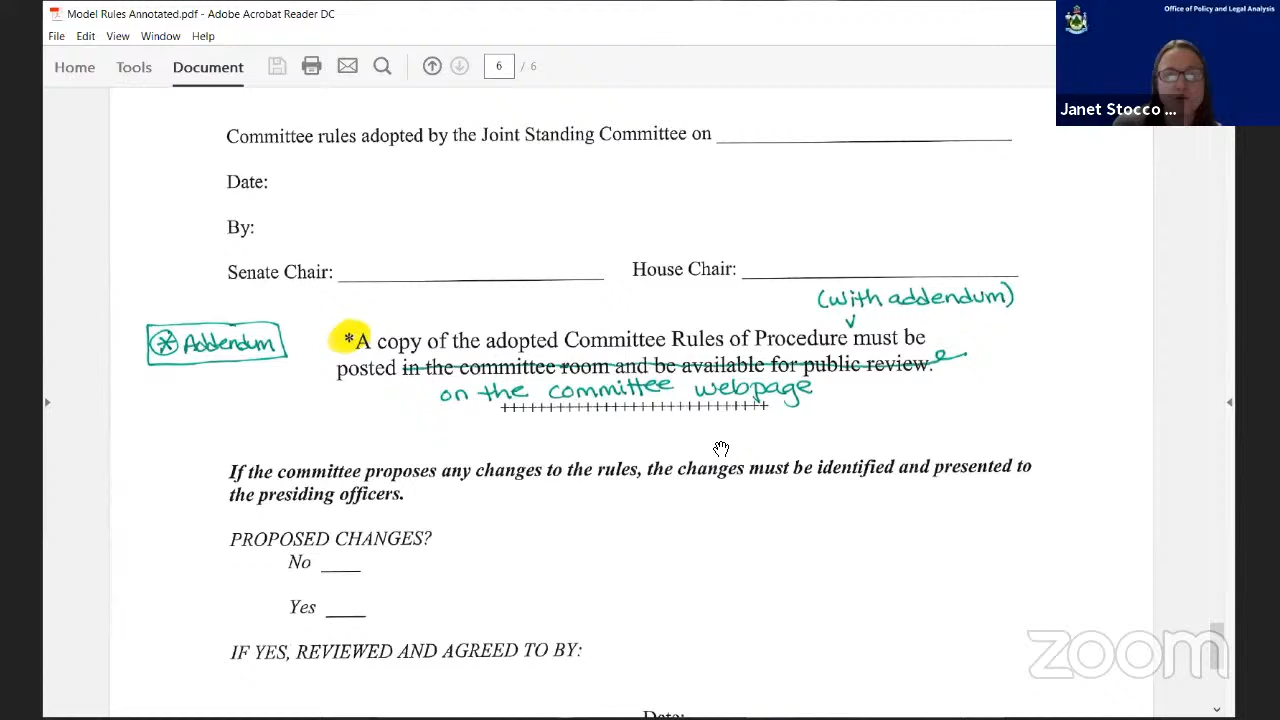 Model Rules Annotated.pdf - Adobe Acrobat Reader DC
File Edit View Window Help
Home Tools Document 6 / 6
Office of Policy and Legal Analysis
Janet Stocco ...
Committee rules adopted by the Joint Standing Committee on
Date:
By:
Senate Chair: House Chair:
(with addendum)
* Addendum
*A copy of the adopted Committee Rules of Procedure must be
posted in the committee room and be available for public review.
on the committee webpage
If the committee proposes any changes to the rules, the changes must be identified and presented to
the presiding officers.
PROPOSED CHANGES?
No
Yes
IF YES, REVIEWED AND AGREED TO BY:
Date:
zoom